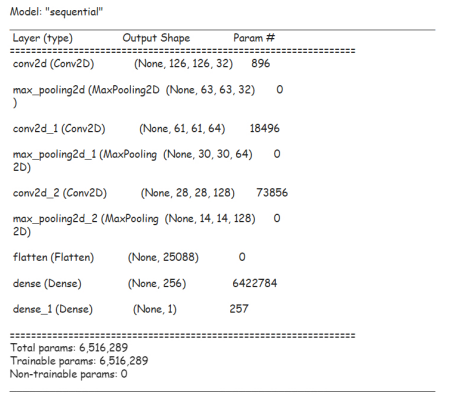 Model: "sequential"
Layer (type) Output Shape Param #
conv2d (Conv2D) (None, 126, 126, 32) 896
max_pooling2d (MaxPooling2D (None, 63, 63, 32) 0
)
conv2d_1 (Conv2D) (None, 61, 61, 64) 18496
max_pooling2d_1 (MaxPooling (None, 30, 30, 64) 0
2D)
conv2d_2 (Conv2D) (None, 28, 28, 128) 73856
max_pooling2d_2 (MaxPooling (None, 14, 14, 128) 0
2D)
flatten (Flatten) (None, 25088) 0
dense (Dense) (None, 256) 6422784
dense_1 (Dense) (None, 1) 257
Total params: 6,516,289
Trainable params: 6,516,289
Non-trainable params: 0